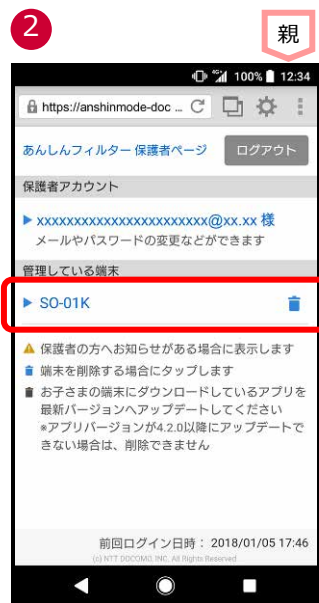 2
親
100% 12:34
https://anshinmode-doc ...
あんしんフィルター 保護者ページ
ログアウト
保護者アカウント
▶ xxxxxxxxxxxxxxxxxxxxxxx@xx.xx 様
メールやパスワードの変更などができます
管理している端末
▶ SO-01K
保護者の方へお知らせがある場合に表示します
端末を削除する場合にタップします
お子さまの端末にダウンロードしているアプリを
最新バージョンへアップデートしてください
※アプリバージョンが4.2.0以降にアップデートで
きない場合は、削除できません
前回ログイン日時： 2018/01/05 17:46
(c) NTT DOCOMO, INC. All Rights Reserved.